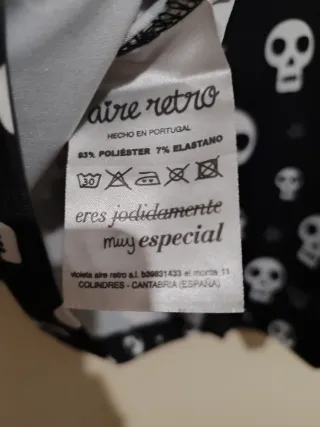 aire retro
HECHO EN PORTUGAL
93% POLIÉSTER 7% ELASTANO
30
eres jodidamente
muy especial
violeta aire retro s.l. b39831433 el monte 11
COLINDRES - CANTABRIA (ESPAÑA)